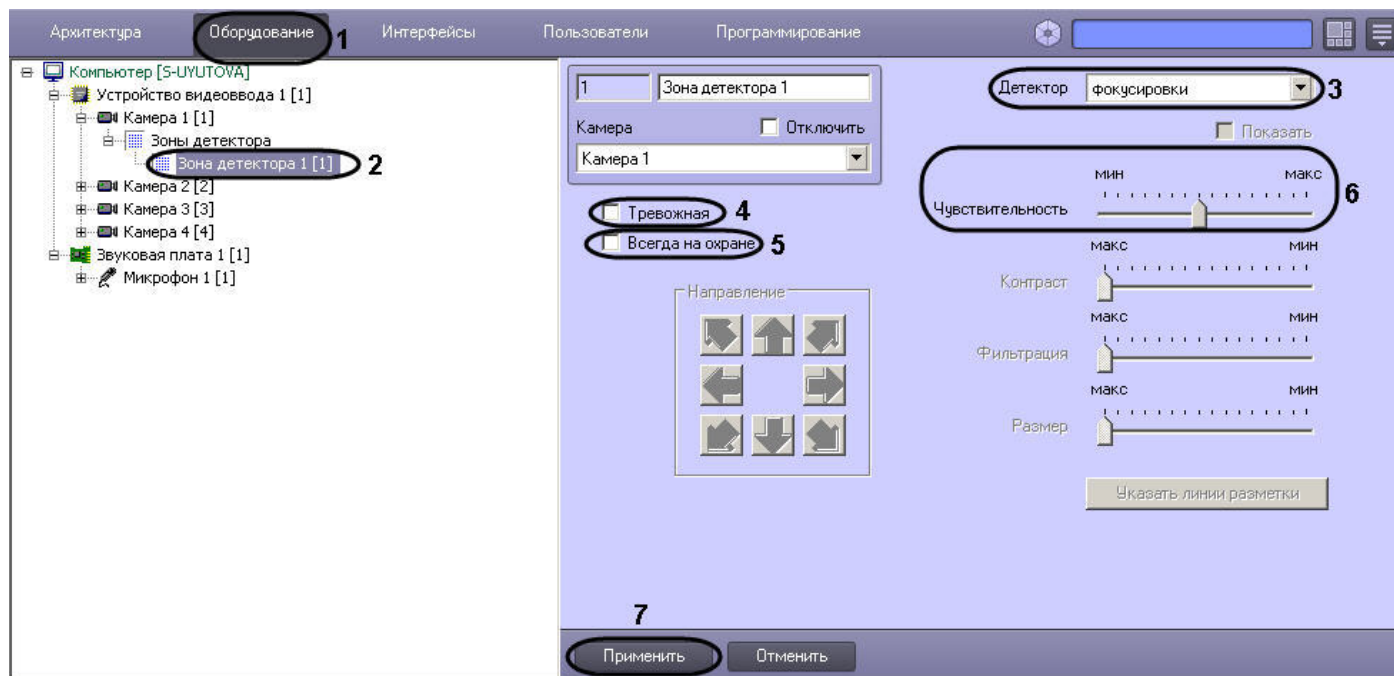 Архитектура Оборудование 1 Интерфейсы Пользователи Программирование
Компьютер [S-UYUTOVA]
Устройство видеоввода 1 [1]
Камера 1 [1]
Зоны детектора
Зона детектора 1 [1] 2
Камера 2 [2]
Камера 3 [3]
Камера 4 [4]
Звуковая плата 1 [1]
Микрофон 1 [1]
1 Зона детектора 1
Камера Отключить
Камера 1
Тревожная 4
Всегда на охране 5
Направление
Детектор фокусировки 3
Показать
мин макс
Чувствительность 6
макс мин
Контраст
макс мин
Фильтрация
макс мин
Размер
Указать линии разметки
7
Применить Отменить